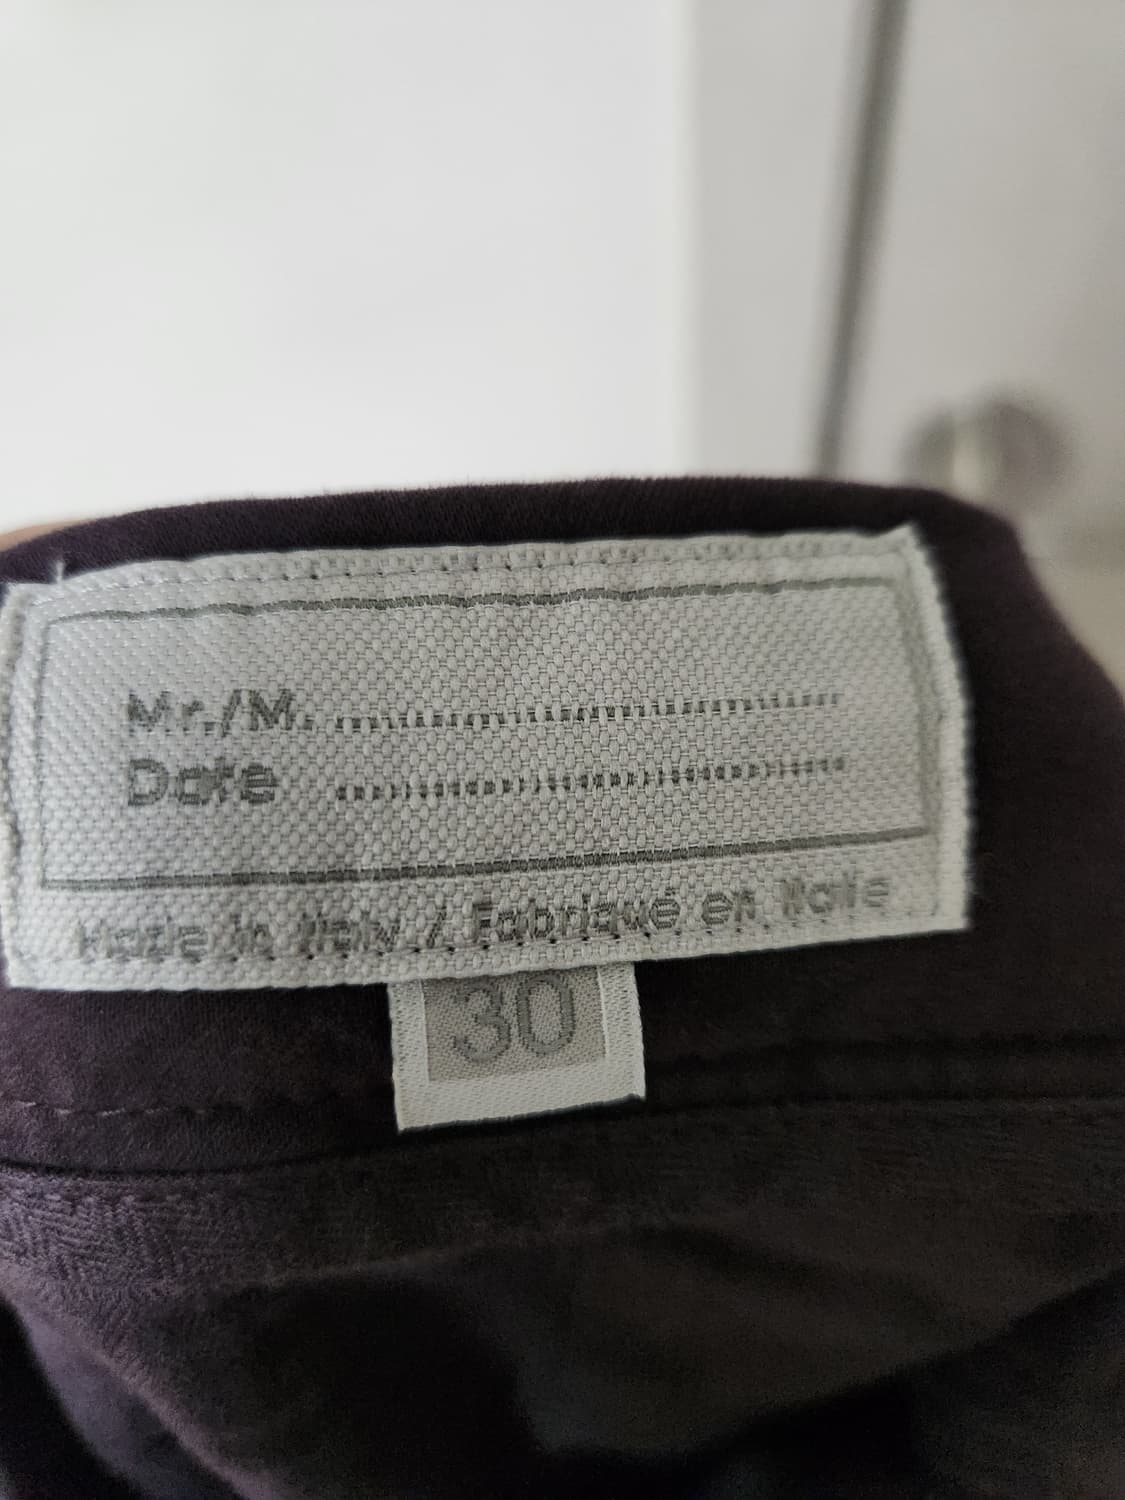 Mr./M. ........................................
Date ........................................
Made in Italy / Fabriqué en Italie
30